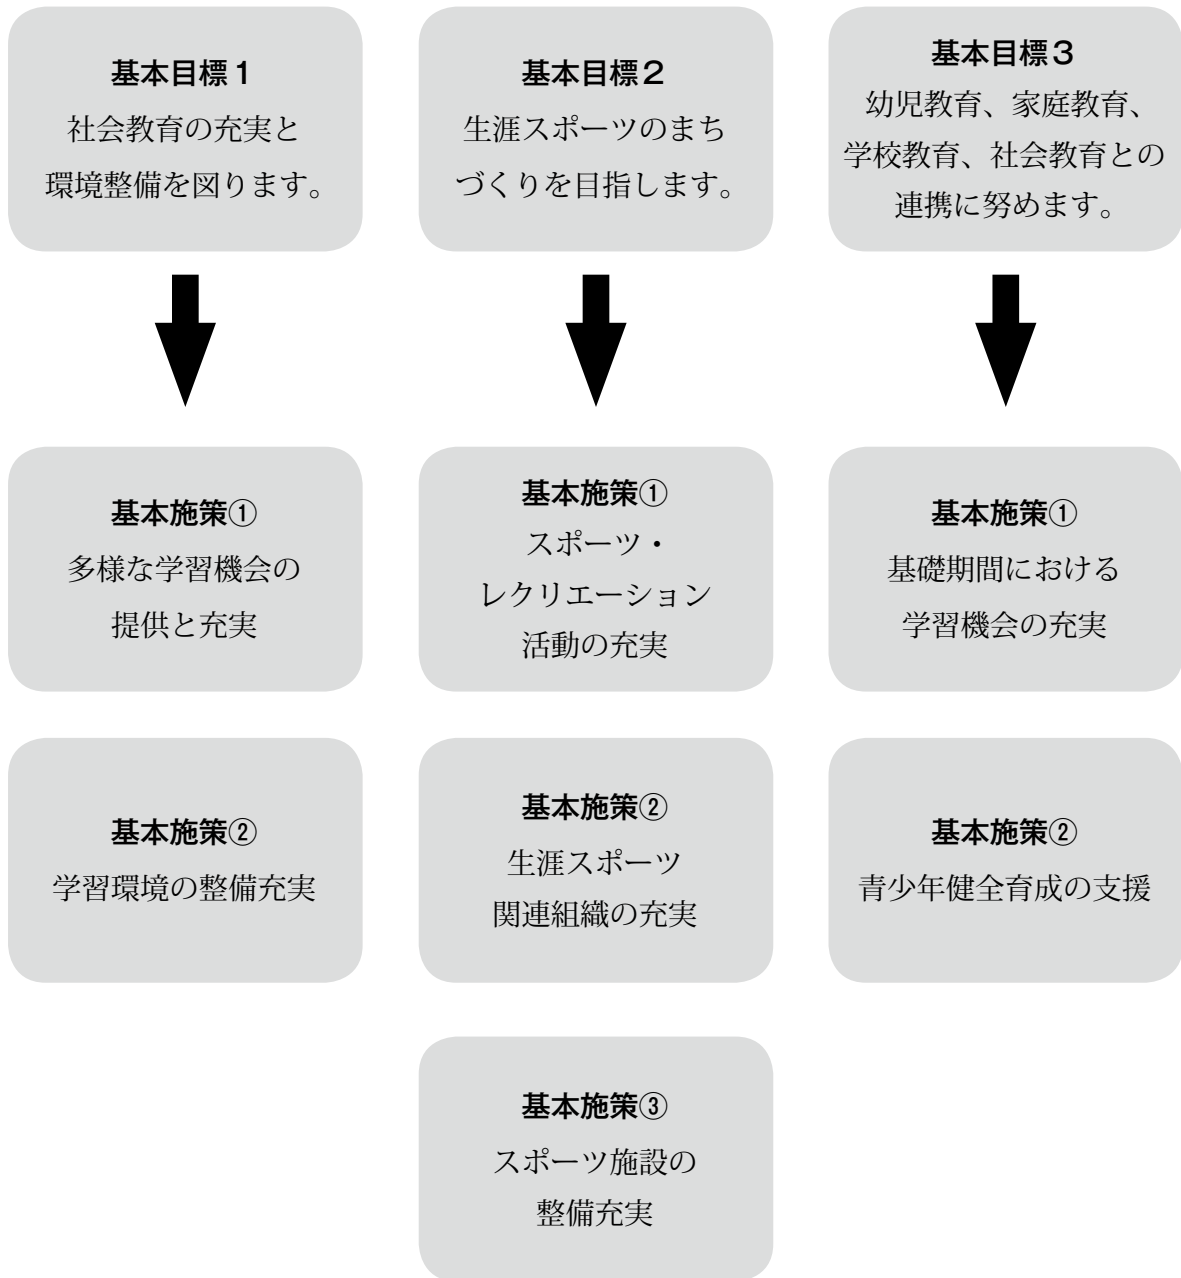 基本目標1
社会教育の充実と
環境整備を図ります。
基本目標2
生涯スポーツのまち
づくりを目指します。
基本目標3
幼児教育、家庭教育、
学校教育、社会教育との
連携に努めます。
基本施策①
多様な学習機会の
提供と充実
基本施策①
スポーツ・
レクリエーション
活動の充実
基本施策①
基礎期間における
学習機会の充実
基本施策②
学習環境の整備充実
基本施策②
生涯スポーツ
関連組織の充実
基本施策②
青少年健全育成の支援
基本施策③
スポーツ施設の
整備充実